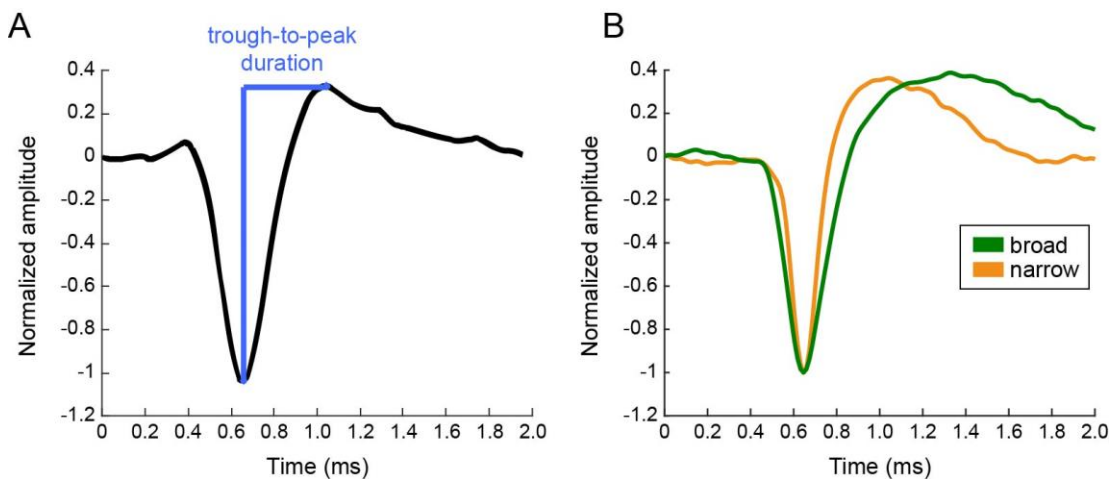 A
trough-to-peak
duration
0.4
0.2
0
-0.2
-0.4
-0.6
-0.8
-1
-1.2
Normalized amplitude
0 0.2 0.4 0.6 0.8 1.0 1.2 1.4 1.6 1.8 2.0
Time (ms)
B
0.4
0.2
0
-0.2
-0.4
-0.6
-0.8
-1
-1.2
Normalized amplitude
broad
narrow
0 0.2 0.4 0.6 0.8 1.0 1.2 1.4 1.6 1.8 2.0
Time (ms)